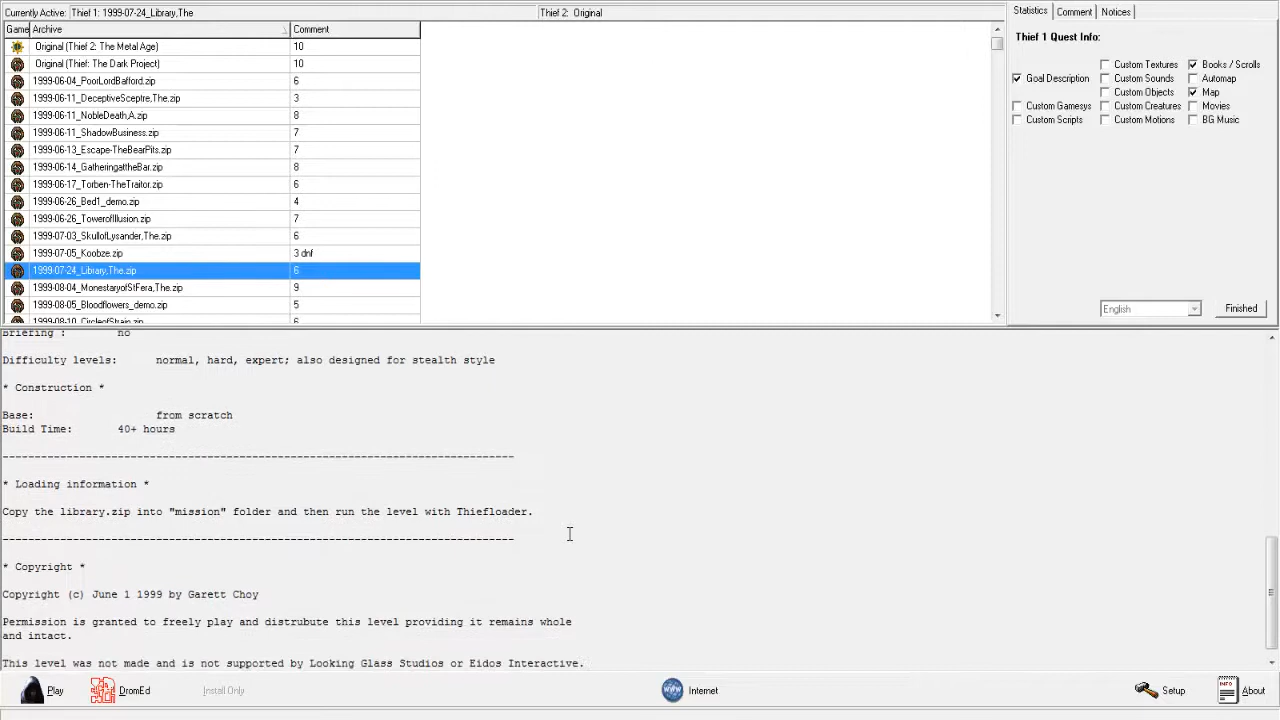 Currently Active: Thief 1: 1999-07-24_Library,The Thief 2: Original
Game Archive Comment
Original (Thief 2: The Metal Age) 10
Original (Thief: The Dark Project) 10
1999-06-04_PoorLordBafford.zip 6
1999-06-11_DeceptiveSceptre,The.zip 3
1999-06-11_NobleDeath,A.zip 8
1999-06-11_ShadowBusiness.zip 7
1999-06-13_Escape-TheBearPits.zip 7
1999-06-14_GatheringattheBar.zip 8
1999-06-17_Torben-TheTraitor.zip 6
1999-06-26_Bed1_demo.zip 4
1999-06-26_TowerofIllusion.zip 7
1999-07-03_SkullofLysander,The.zip 6
1999-07-05_Koobze.zip 3 dnf
1999-07-24_Library,The.zip 6
1999-08-04_MonestaryofStFera,The.zip 9
1999-08-05_Bloodflowers_demo.zip 5
1999-08-10_CircleofStrain.zip 6
Statistics Comment Notices
Thief 1 Quest Info:
Custom Textures Books / Scrolls
Goal Description Custom Sounds Automap
Custom Objects Map
Custom Gamesys Custom Creatures Movies
Custom Scripts Custom Motions BG Music
English Finished
Briefing : no
Difficulty levels: normal, hard, expert; also designed for stealth style
* Construction *
Base: from scratch
Build Time: 40+ hours
--------------------------------------------------------------------------------
* Loading information *
Copy the library.zip into "mission" folder and then run the level with Thiefloader.
--------------------------------------------------------------------------------
* Copyright *
Copyright (c) June 1 1999 by Garett Choy
Permission is granted to freely play and distrubute this level providing it remains whole
and intact.
This level was not made and is not supported by Looking Glass Studios or Eidos Interactive.
Play DromEd Install Only WWW Internet Setup INFO About